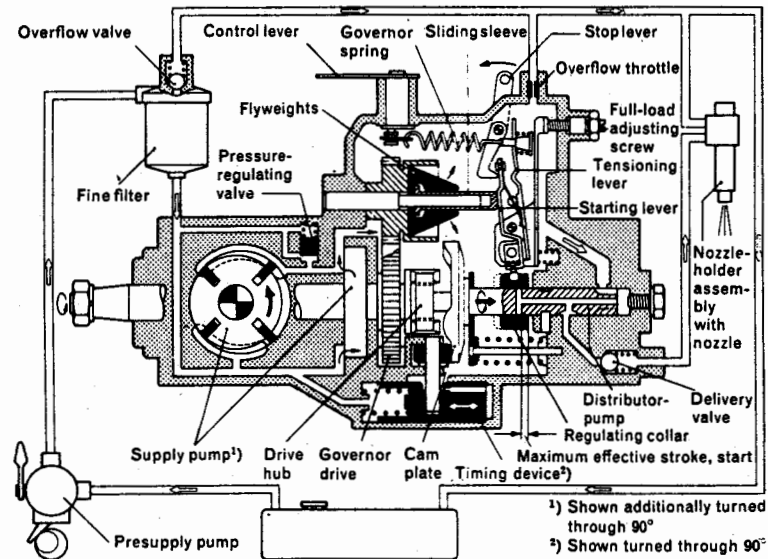 Overflow valve
Control lever
Governor
spring
Sliding sleeve
Stop lever
Overflow throttle
Flyweights
Full-load
adjusting
screw
Pressure-
regulating
valve
Tensioning
lever
Fine filter
Starting lever
Nozzle-
holder
assem-
bly
with
nozzle
Distributor-
pump
Delivery
valve
Regulating collar
Supply pump¹)
Drive
hub
Governor
drive
Cam
plate
Timing device²)
Maximum effective stroke, start
Presupply pump
¹) Shown additionally turned
through 90°
²) Shown turned through 90°